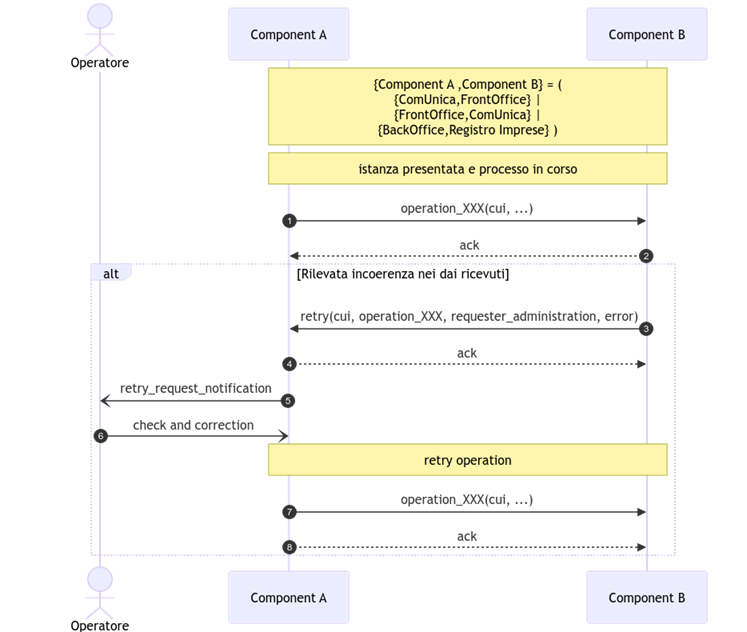 Component A
Component B
Operatore
{Component A ,Component B} = (
{ComUnica,FrontOffice} |
{FrontOffice,ComUnica} |
{BackOffice,Registro Imprese} )
istanza presentata e processo in corso
operation_XXX(cui, ...)
1
ack
2
alt
[Rilevata incoerenza nei dai ricevuti]
retry(cui, operation_XXX, requester_administration, error)
3
ack
4
retry_request_notification
5
check and correction
6
retry operation
operation_XXX(cui, ...)
7
ack
8
Component A
Component B
Operatore